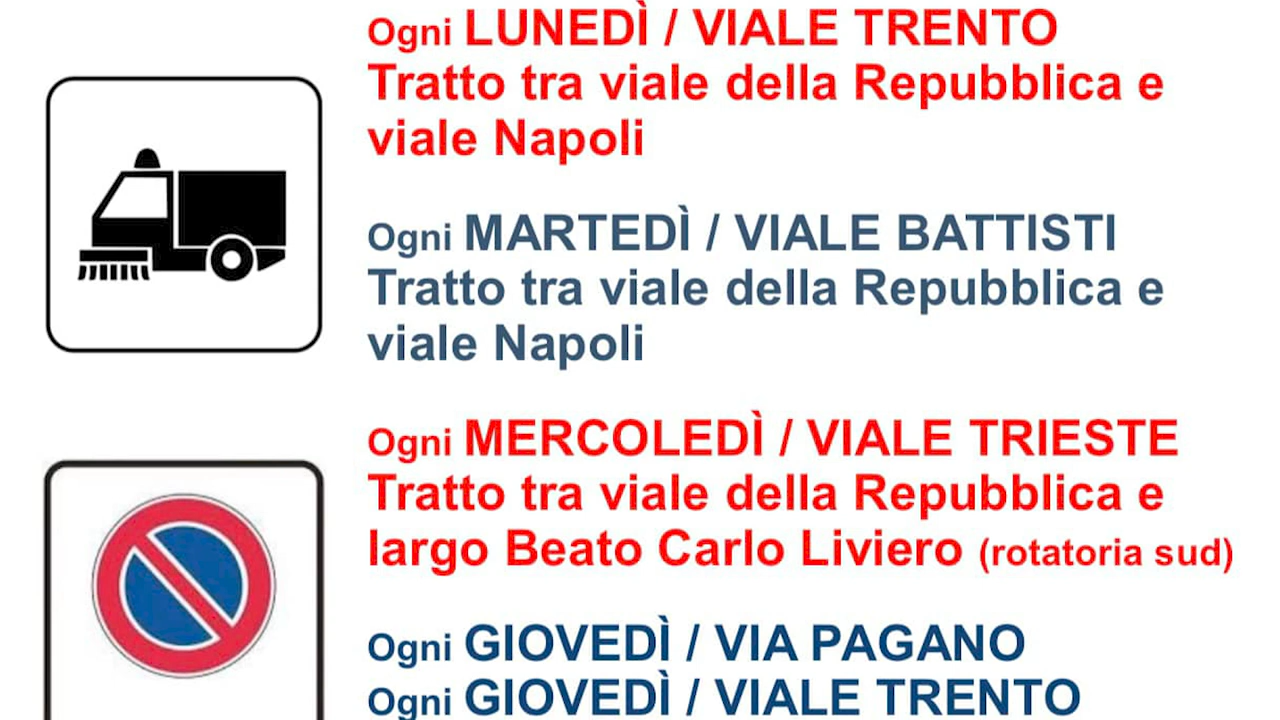 Ogni LUNEDÌ / VIALE TRENTO
Tratto tra viale della Repubblica e
viale Napoli
Ogni MARTEDÌ / VIALE BATTISTI
Tratto tra viale della Repubblica e
viale Napoli
Ogni MERCOLEDÌ / VIALE TRIESTE
Tratto tra viale della Repubblica e
largo Beato Carlo Liviero (rotatoria sud)
Ogni GIOVEDÌ / VIA PAGANO
Ogni GIOVEDÌ / VIALE TRENTO